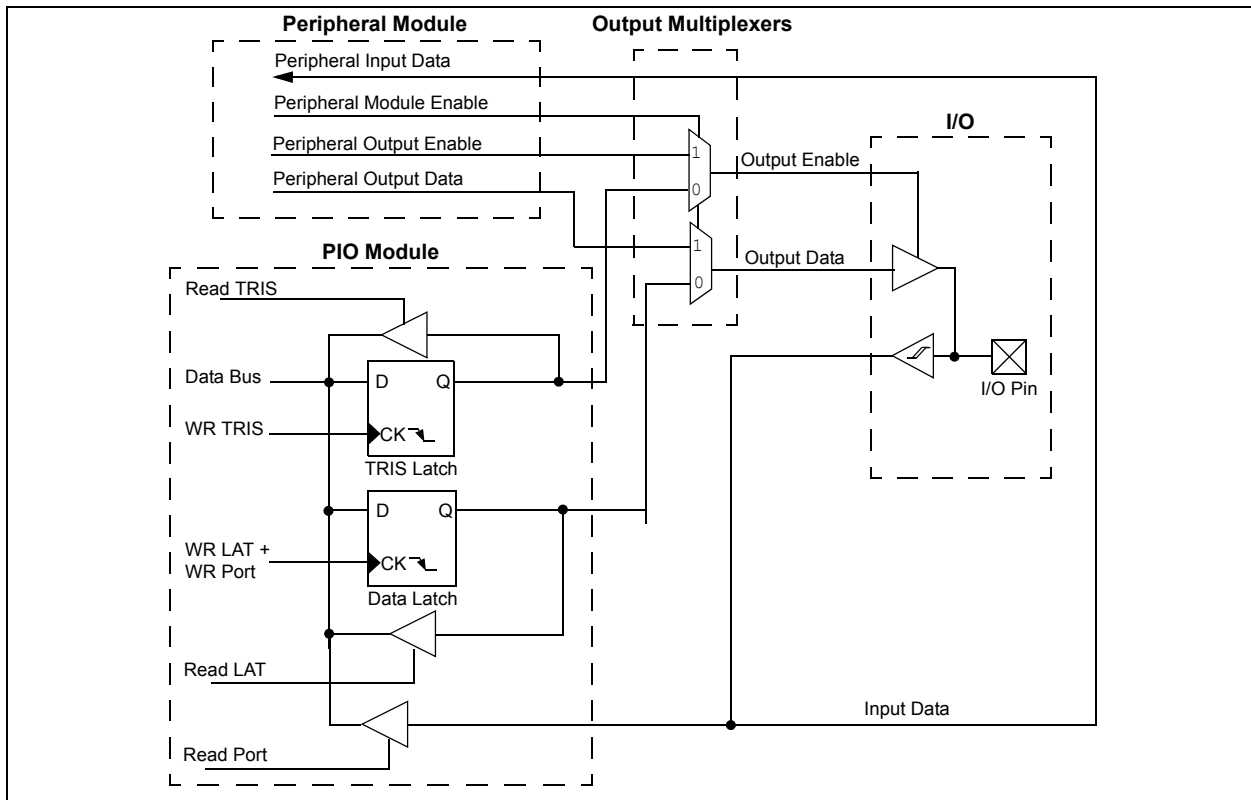 Peripheral Module
Output Multiplexers
Peripheral Input Data
Peripheral Module Enable
Peripheral Output Enable
Peripheral Output Data
1
0
1
0
Output Enable
Output Data
I/O
I/O Pin
PIO Module
Read TRIS
Data Bus
D
Q
WR TRIS
CK
TRIS Latch
D
Q
WR LAT +
WR Port
CK
Data Latch
Read LAT
Read Port
Input Data